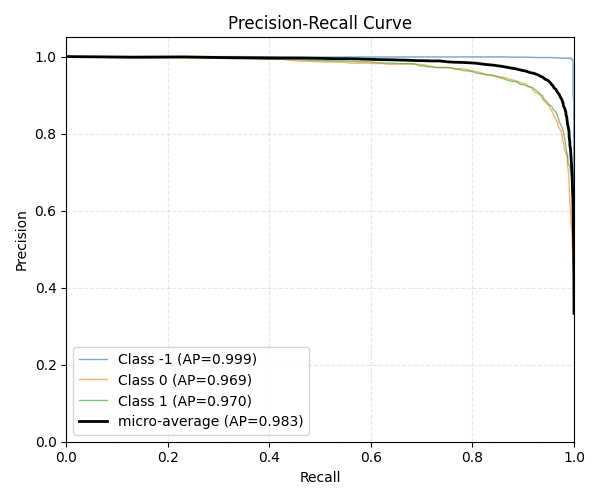 Precision-Recall Curve
1.0
0.8
0.6
0.4
0.2
0.0
Precision
Class -1 (AP=0.999)
Class 0 (AP=0.969)
Class 1 (AP=0.970)
micro-average (AP=0.983)
0.0 0.2 0.4 0.6 0.8 1.0
Recall